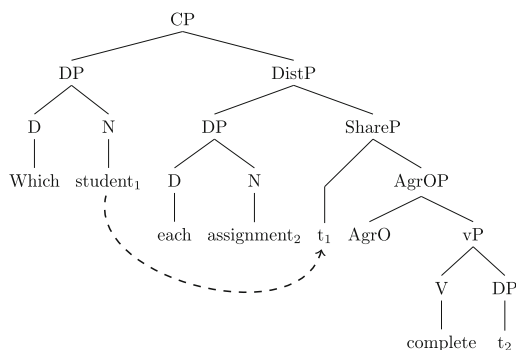 CP
DP DistP
D N DP ShareP
Which student₁ D N AgrOP
each assignment₂ t₁ AgrO vP
V DP
complete t₂